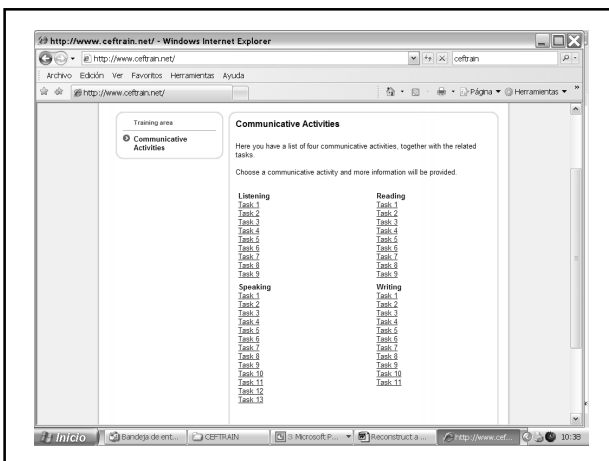 http://www.ceftrain.net/ - Windows Internet Explorer
http://www.ceftrain.net/
ceftrain
Archivo Edición Ver Favoritos Herramientas Ayuda
http://www.ceftrain.net/
Página Herramientas
Training area
Communicative
Activities
Communicative Activities
Here you have a list of four communicative activities, together with the related
tasks.
Choose a communicative activity and more information will be provided.
Listening
Task 1
Task 2
Task 3
Task 4
Task 5
Task 6
Task 7
Task 8
Task 9
Reading
Task 1
Task 2
Task 3
Task 4
Task 5
Task 6
Task 7
Task 8
Task 9
Speaking
Task 1
Task 2
Task 3
Task 4
Task 5
Task 6
Task 7
Task 8
Task 9
Task 10
Task 11
Task 12
Task 13
Writing
Task 1
Task 2
Task 3
Task 4
Task 5
Task 6
Task 7
Task 8
Task 9
Task 10
Task 11
Inicio
Bandeja de ent...
CEFTRAIN
3 Microsoft P...
Reconstruct a ...
http://www.cef...
10:38